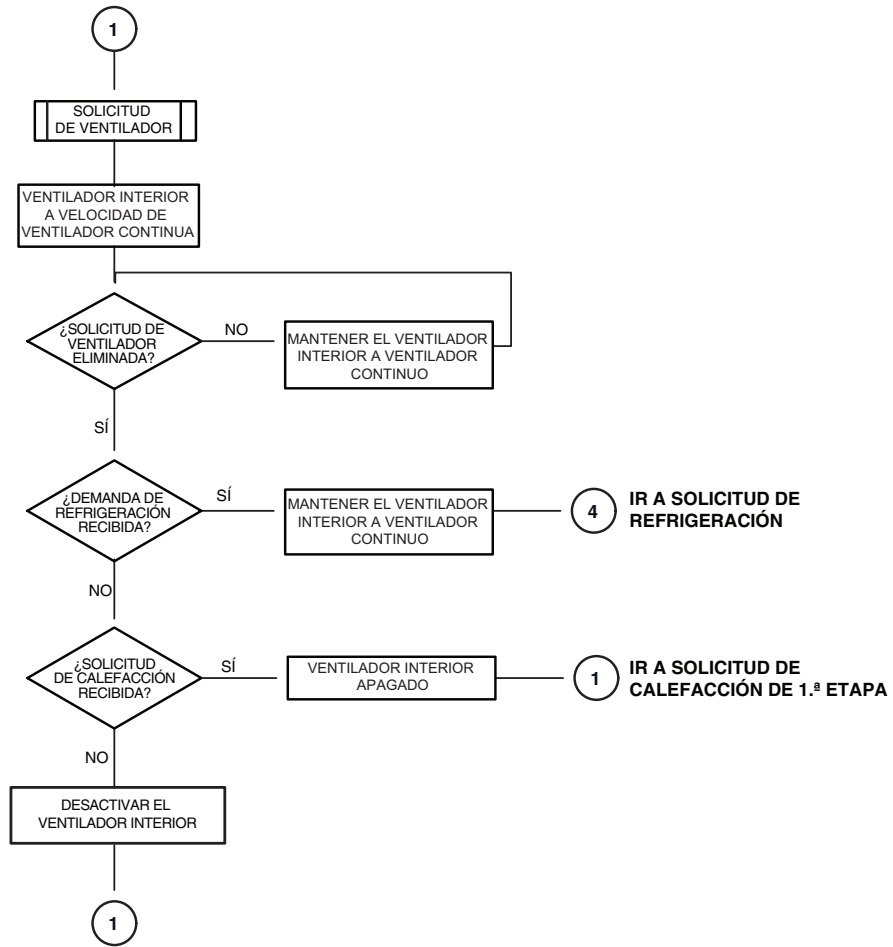 1
SOLICITUD
DE VENTILADOR
VENTILADOR INTERIOR
A VELOCIDAD DE
VENTILADOR CONTINUA
¿SOLICITUD DE
VENTILADOR
ELIMINADA?
NO
MANTENER EL VENTILADOR
INTERIOR A VENTILADOR
CONTINUO
SÍ
¿DEMANDA DE
REFRIGERACIÓN
RECIBIDA?
SÍ
MANTENER EL VENTILADOR
INTERIOR A VENTILADOR
CONTINUO
4
IR A SOLICITUD DE
REFRIGERACIÓN
NO
¿SOLICITUD
DE CALEFACCIÓN
RECIBIDA?
SÍ
VENTILADOR INTERIOR
APAGADO
1
IR A SOLICITUD DE
CALEFACCIÓN DE 1.ª ETAPA
NO
DESACTIVAR EL
VENTILADOR INTERIOR
1